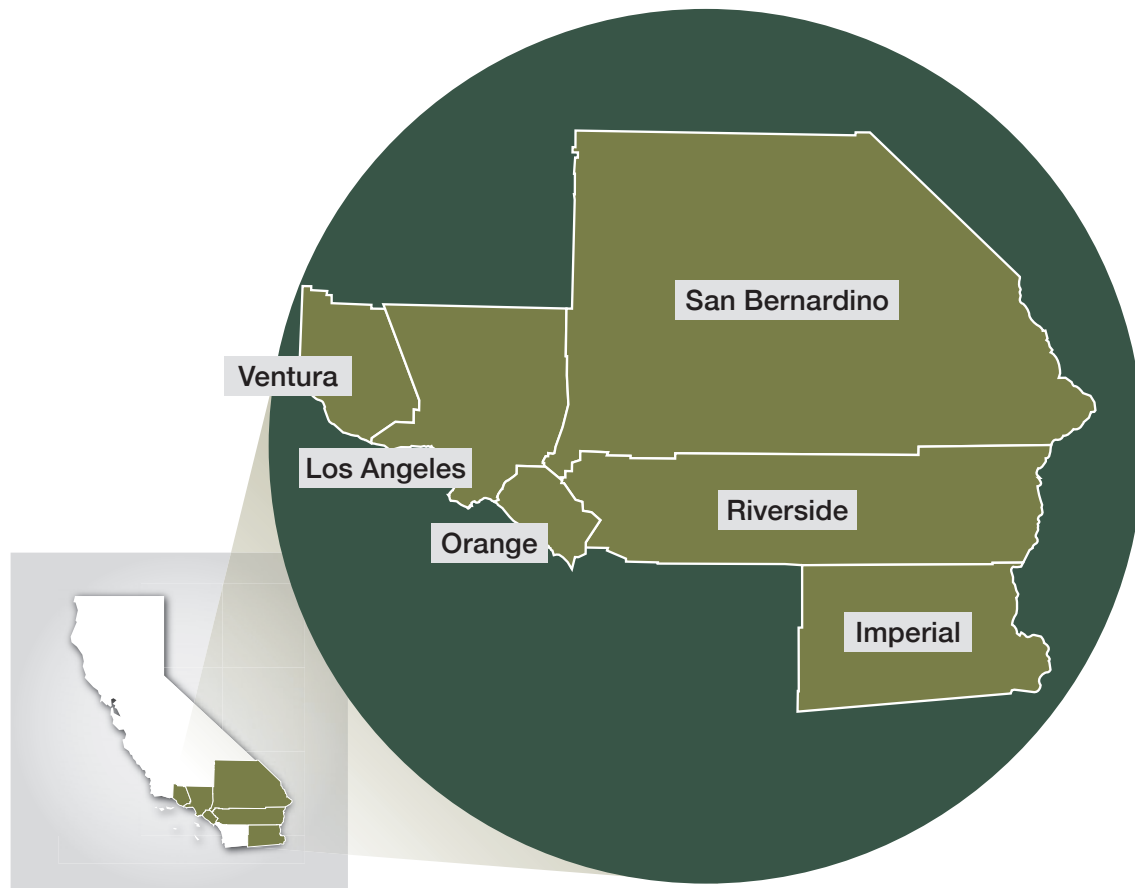 San Bernardino
Ventura
Los Angeles
Riverside
Orange
Imperial